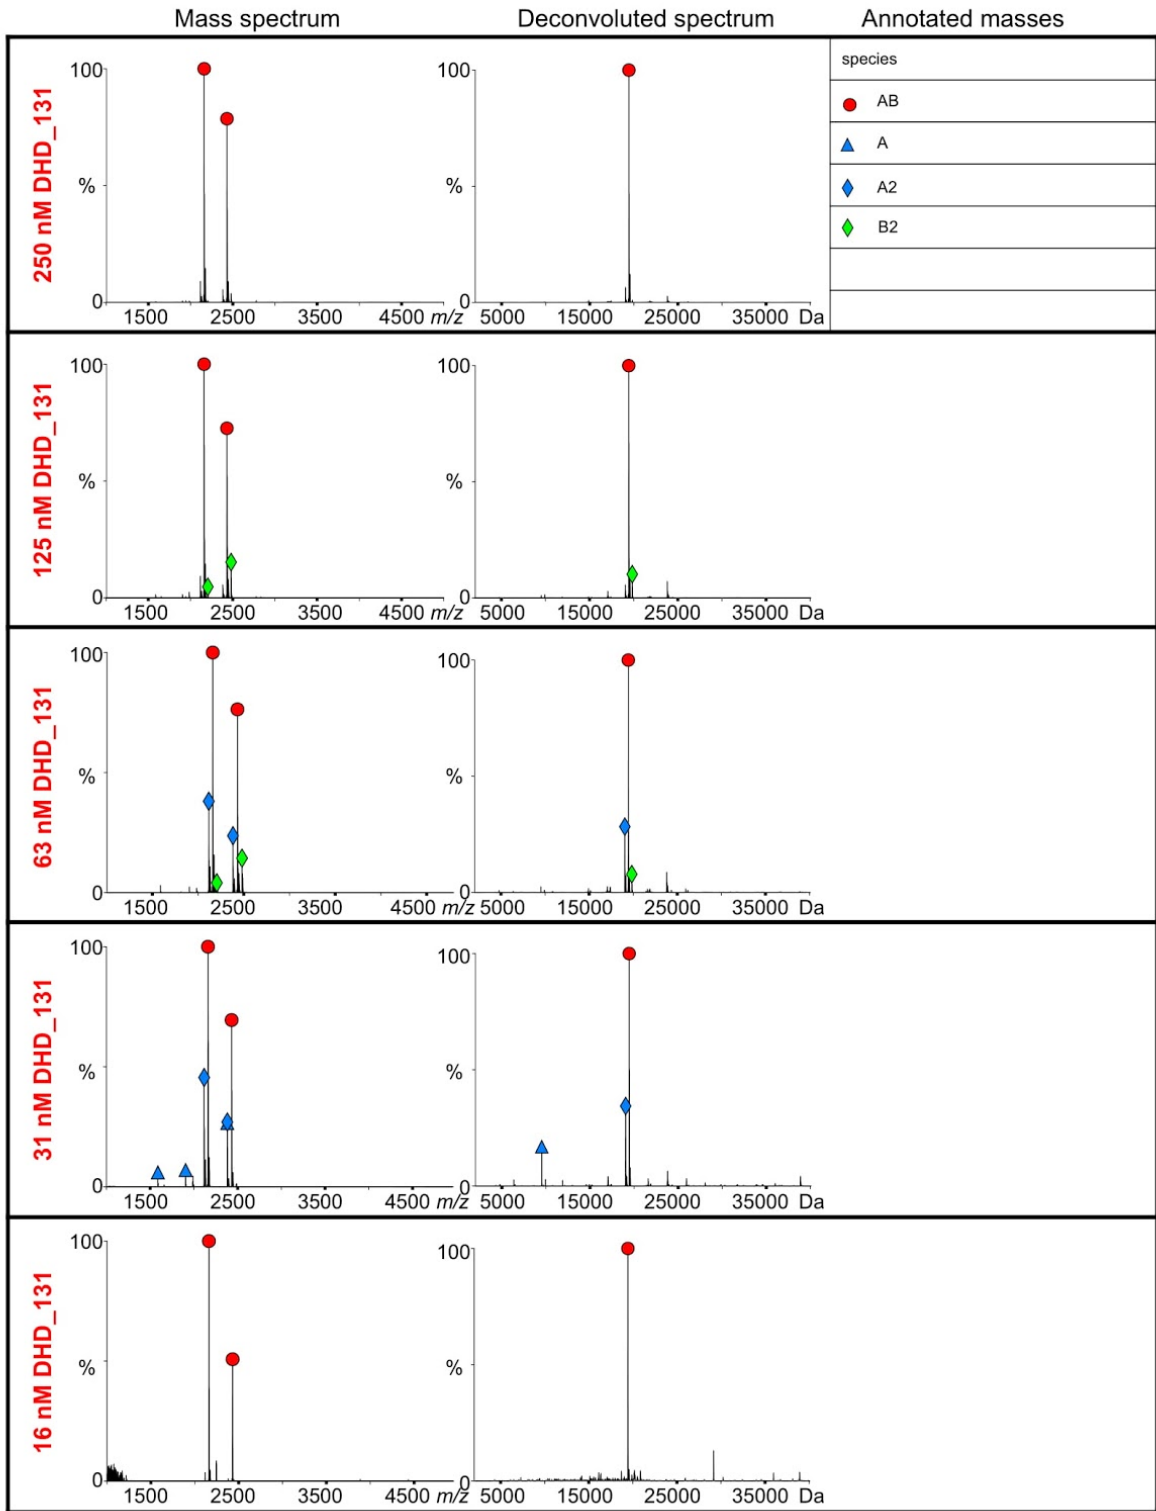 Mass spectrum Deconvoluted spectrum Annotated masses
250 nM DHD_131
100
%
0
1500 2500 3500 4500 m/z
100
%
0
5000 15000 25000 35000 Da
species
AB
A
A2
B2
125 nM DHD_131
100
%
0
1500 2500 3500 4500 m/z
100
%
0
5000 15000 25000 35000 Da
63 nM DHD_131
100
%
0
1500 2500 3500 4500 m/z
100
%
0
5000 15000 25000 35000 Da
31 nM DHD_131
100
%
0
1500 2500 3500 4500 m/z
100
%
0
5000 15000 25000 35000 Da
16 nM DHD_131
100
%
0
1500 2500 3500 4500 m/z
100
%
0
5000 15000 25000 35000 Da